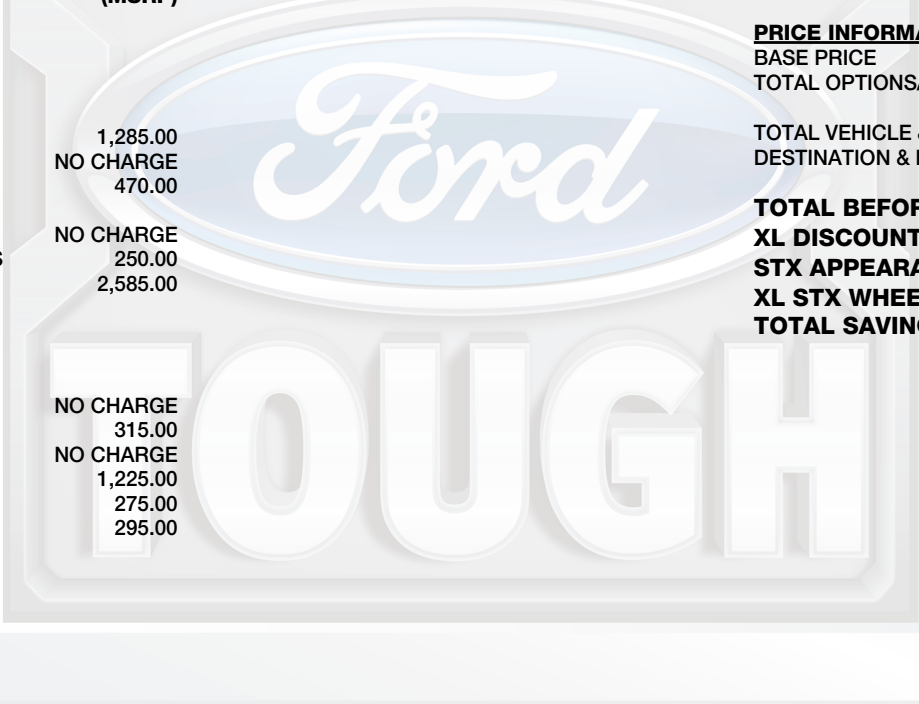 (MSRP)
1,285.00
NO CHARGE
470.00
NO CHARGE
250.00
2,585.00
NO CHARGE
315.00
NO CHARGE
1,225.00
275.00
295.00
Ford
TOUGH
PRICE INFORMA
BASE PRICE
TOTAL OPTIONS
TOTAL VEHICLE &
DESTINATION &
TOTAL BEFOR
XL DISCOUNT
STX APPEARA
XL STX WHEE
TOTAL SAVIN